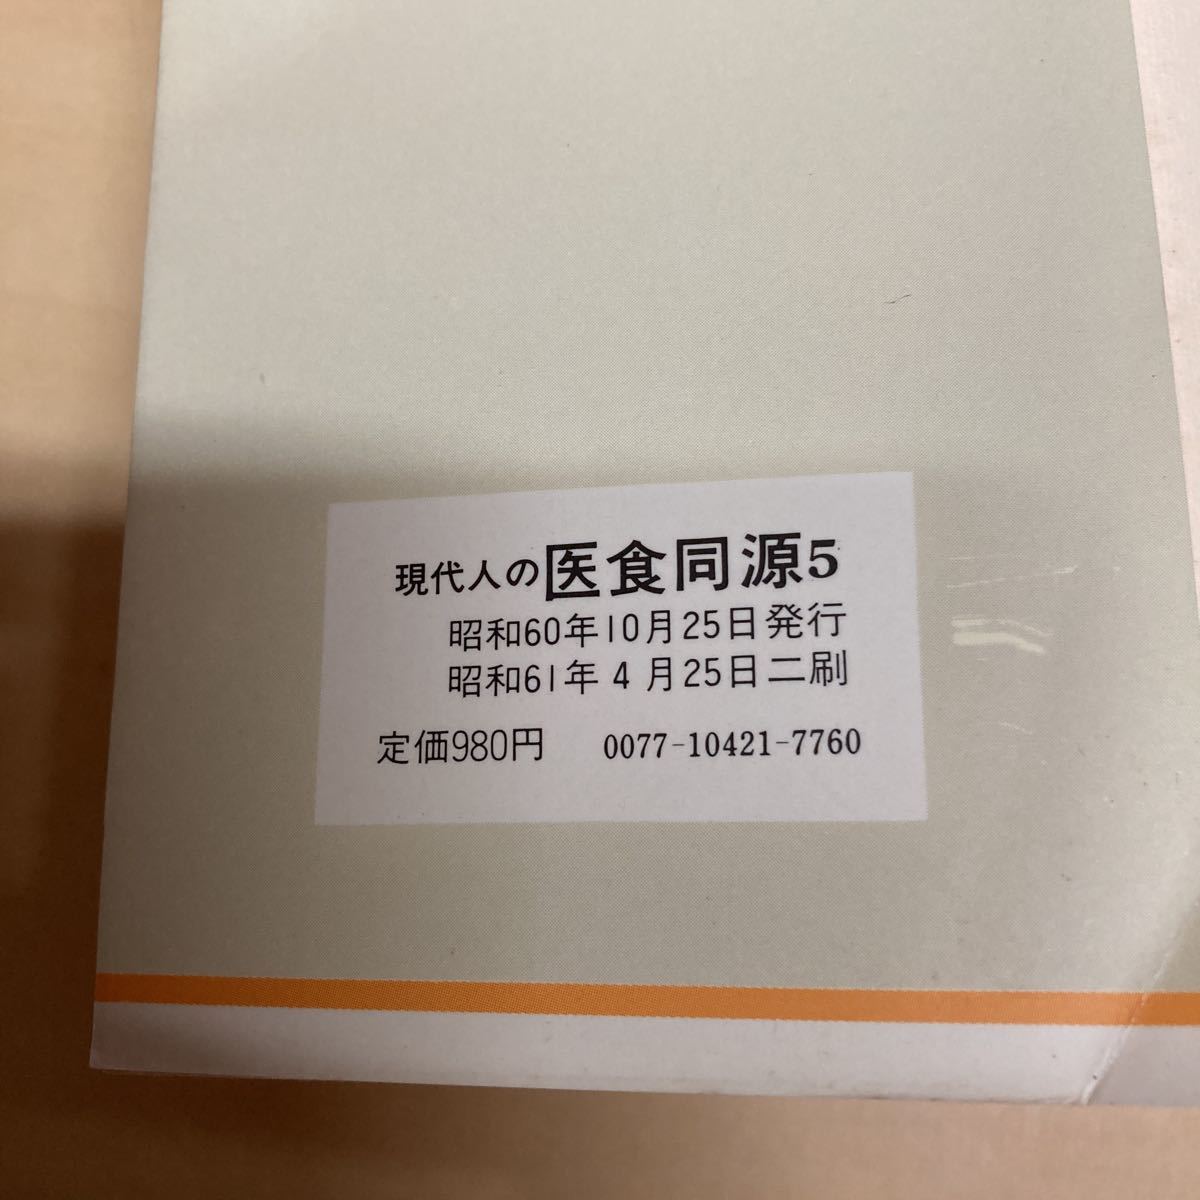 現代人の医食同源5
昭和60年10月25日発行
昭和61年4月25日二刷
定価980円 0077-10421-7760